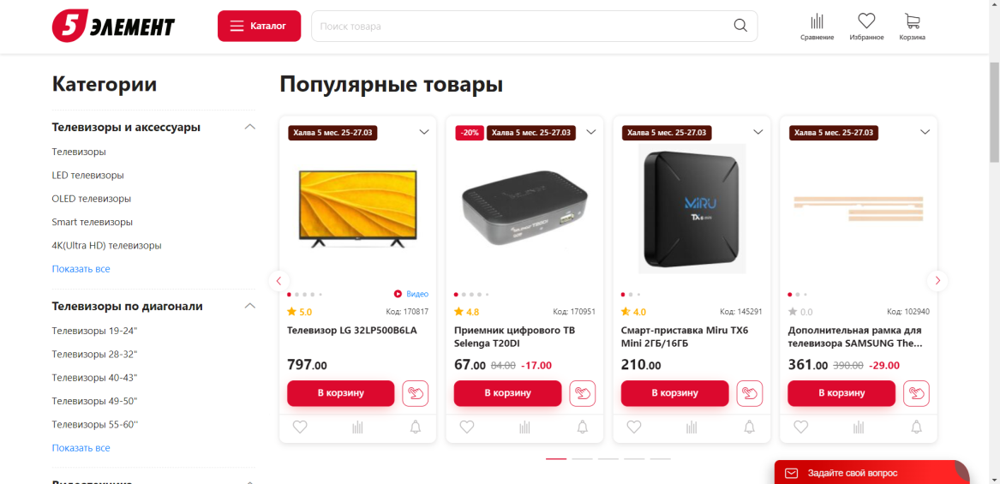 5 ЭЛЕМЕНТ
Каталог
Поиск товара
Сравнение
Избранное
Корзина
Категории
Телевизоры и аксессуары
Телевизоры
LED телевизоры
OLED телевизоры
Smart телевизоры
4K(Ultra HD) телевизоры
Показать все
Телевизоры по диагонали
Телевизоры 19-24"
Телевизоры 28-32"
Телевизоры 40-43"
Телевизоры 49-50"
Телевизоры 55-60"
Показать все
Популярные товары
Халва 5 мес. 25-27.03
Видео
5.0
Код: 170817
Телевизор LG 32LP500B6LA
797.00
В корзину
-20%
Халва 5 мес. 25-27.03
4.8
Код: 170951
Приемник цифрового ТВ
Selenga T20DI
67.00 84.00 -17.00
В корзину
Халва 5 мес. 25-27.03
MiRU
TX6
4.0
Код: 145291
Смарт-приставка Miru TX6
Mini 2ГБ/16ГБ
210.00
В корзину
Халва 5 мес. 25-27.03
0.0
Код: 102940
Дополнительная рамка для
телевизора SAMSUNG The...
361.00 390.00 -29.00
В корзину
Задайте свой вопрос